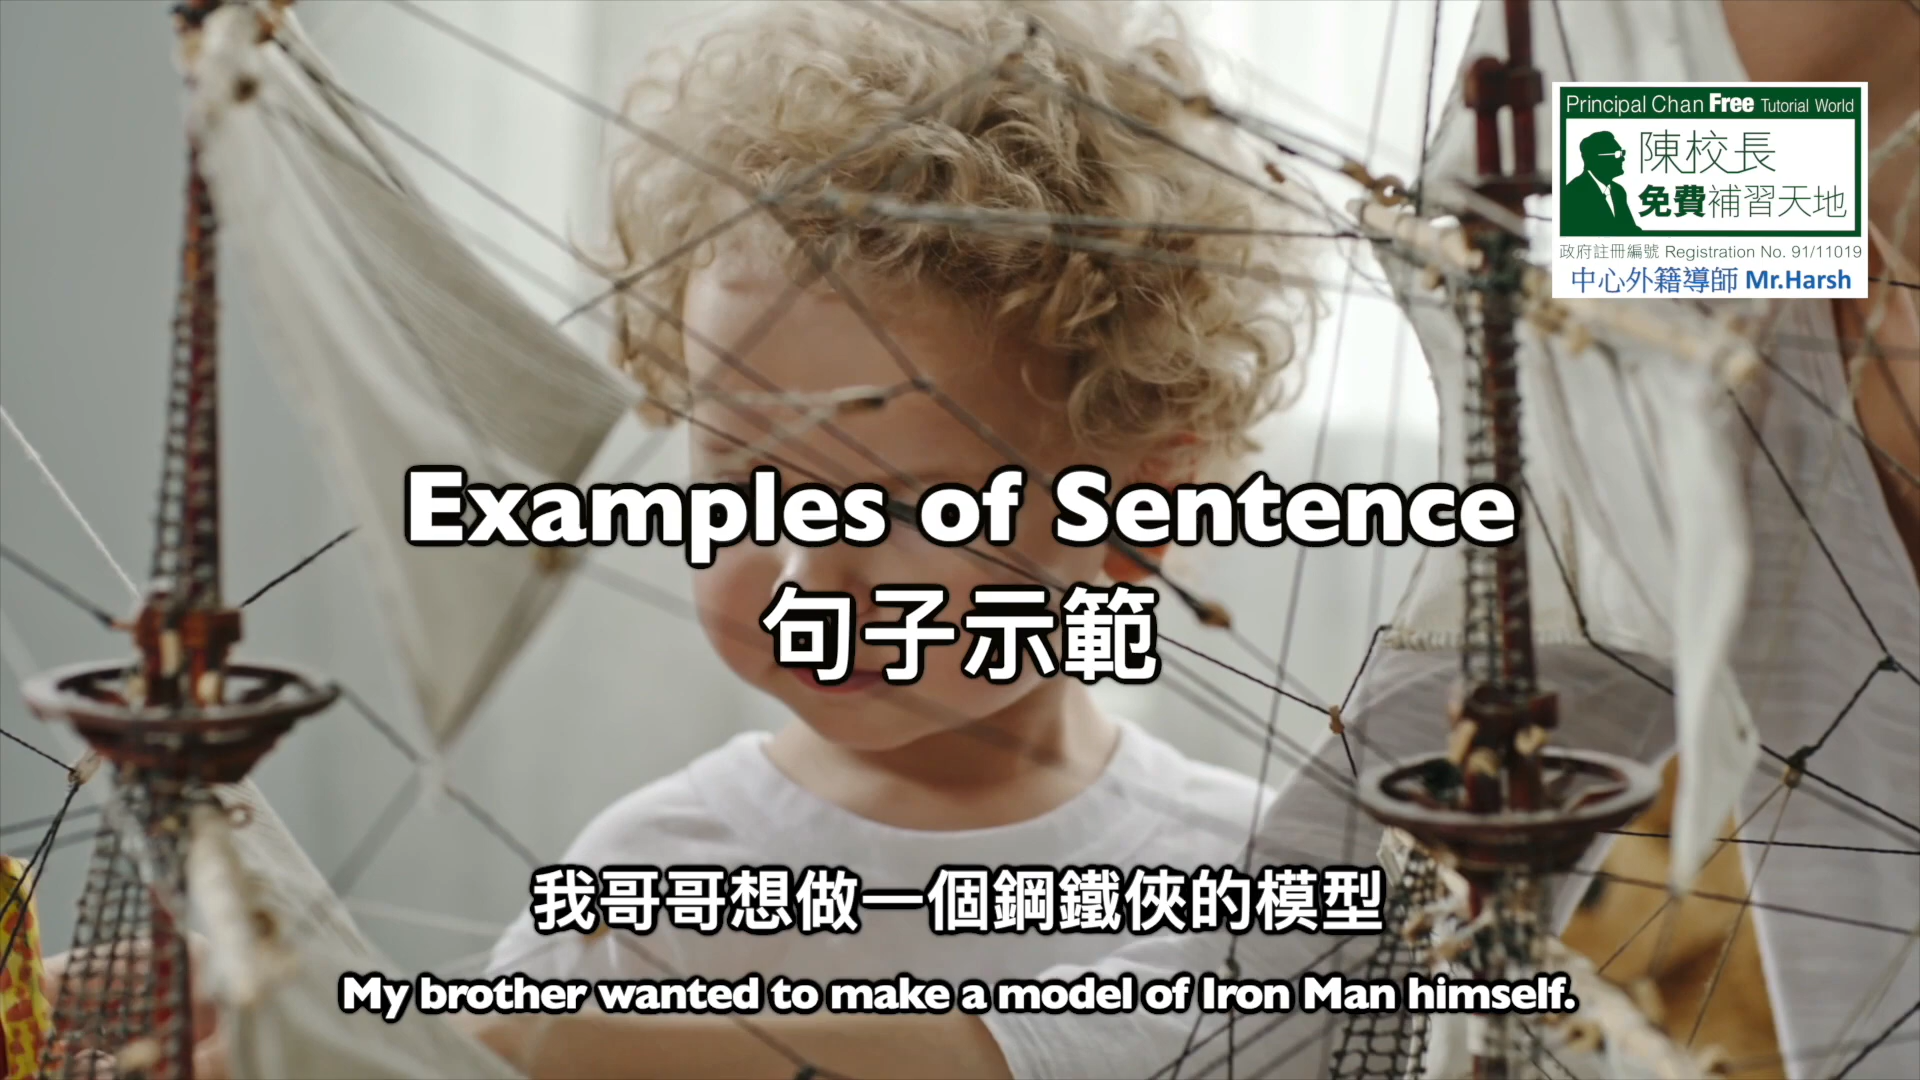 Principal Chan Free Tutorial World
陳校長
免費補習天地
政府註冊編號 Registration No. 91/11019
中心外籍導師 Mr.Harsh
Examples of Sentence
句子示範
我哥哥想做一個鋼鐵俠的模型
My brother wanted to make a model of Iron Man himself.